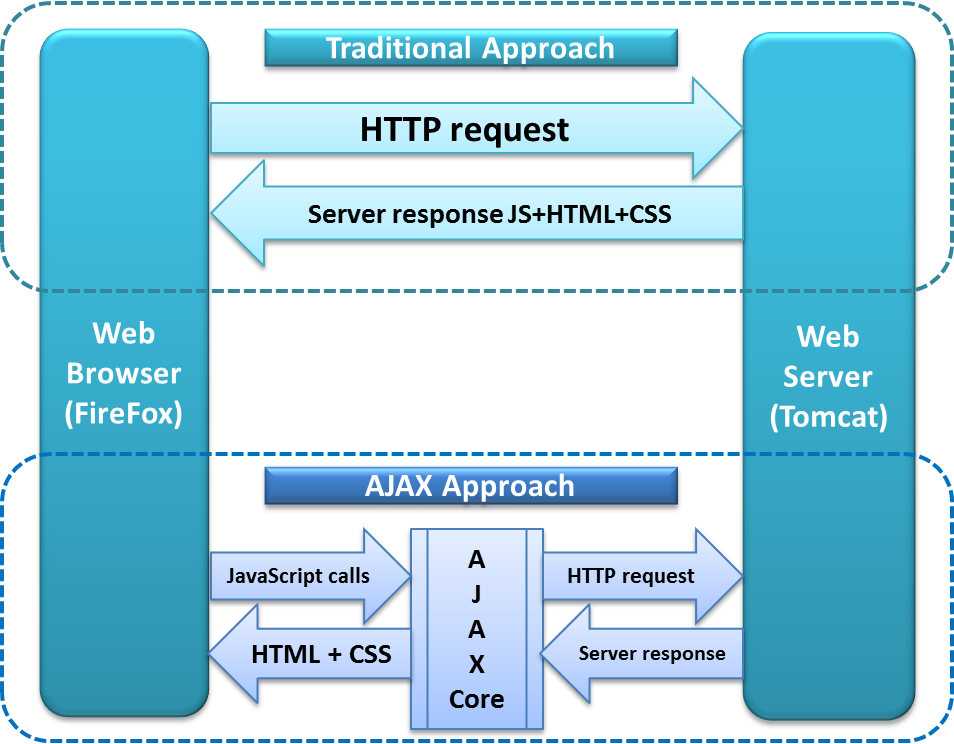 Traditional Approach
HTTP request
Server response JS+HTML+CSS
Web
Browser
(FireFox)
Web
Server
(Tomcat)
AJAX Approach
JavaScript calls
HTML + CSS
A
J
A
X
Core
HTTP request
Server response